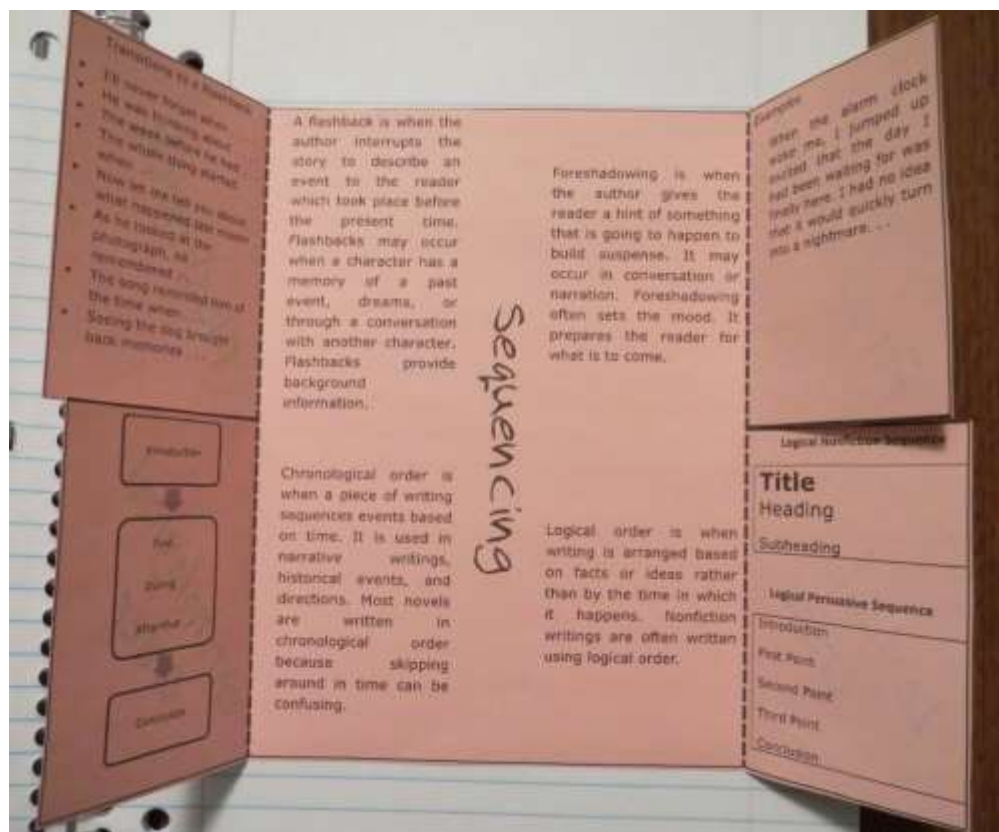 Transitions to a flashback
I'll never forget when
He was thinking about
The week before he had
The whole thing started
when
Now let me tell you about
what happened last month
As he looked at the
photograph, he
remembered . . .
The song reminded him of
the time when
Seeing the dog brought
back memories
A flashback is when the
author interrupts the
story to describe an
event to the reader
which took place before
the present time.
Flashbacks may occur
when a character has a
memory of a past
event, dreams, or
through a conversation
with another character.
Flashbacks provide
background
information.
Sequencing
Foreshadowing is when
the author gives the
reader a hint of something
that is going to happen to
build suspense. It may
occur in conversation or
narration. Foreshadowing
often sets the mood. It
prepares the reader for
what is to come.
When the alarm clock
woke me, I jumped up
excited that the day I
had been waiting for was
finally here. I had no idea
that it would quickly turn
into a nightmare. . .
Introduction
First
During
Conclusion
Chronological order is
when a piece of writing
sequences events based
on time. It is used in
narrative writings,
historical events, and
directions. Most novels
are written in
chronological order
because skipping
around in time can be
confusing.
Logical order is when
writing is arranged based
on facts or ideas rather
than by the time in which
it happens. Nonfiction
writings are often written
using logical order.
Logical Nonfiction Sequence
Title
Heading
Subheading
Logical Persuasive Sequence
Introduction
First Point
Second Point
Third Point
Conclusion